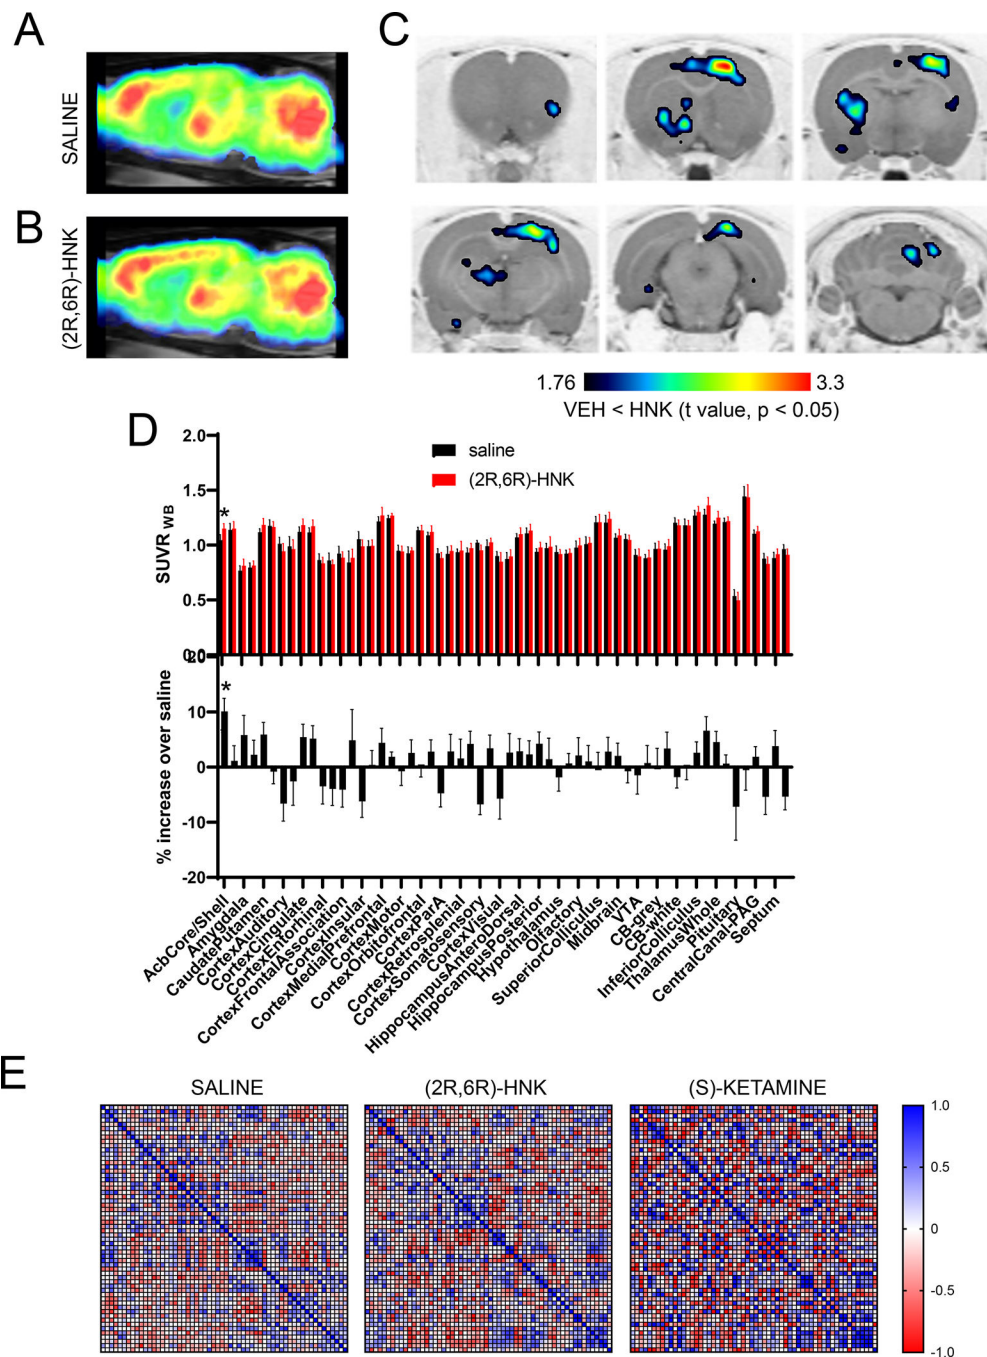 A
SALINE
B
(2R,6R)-HNK
C
1.76
3.3
VEH < HNK (t value, p < 0.05)
D
saline
(2R,6R)-HNK
SUVR WB
2.0
1.5
1.0
0.5
0.0
20
10
0
-10
-20
% increase over saline
*
*
AcbCore/Shell
Amygdala
CaudatePutamen
CortexAuditory
CortexCingulate
CortexEntorhinal
CortexFrontalAssociation
CortexInsular
CortexMedialPrefrontal
CortexMotor
CortexOrbitofrontal
CortexParA
CortexRetrosplenial
CortexSomatosensory
CortexVisual
HippocampusAnteroDorsal
HippocampusPosterior
Hypothalamus
Olfactory
SuperiorColliculus
Midbrain
VTA
CB-grey
CB-white
InferiorColliculus
ThalamusWhole
Pituitary
CentralCanal-PAG
Septum
E
SALINE
(2R,6R)-HNK
(S)-KETAMINE
1.0
0.5
0
-0.5
-1.0